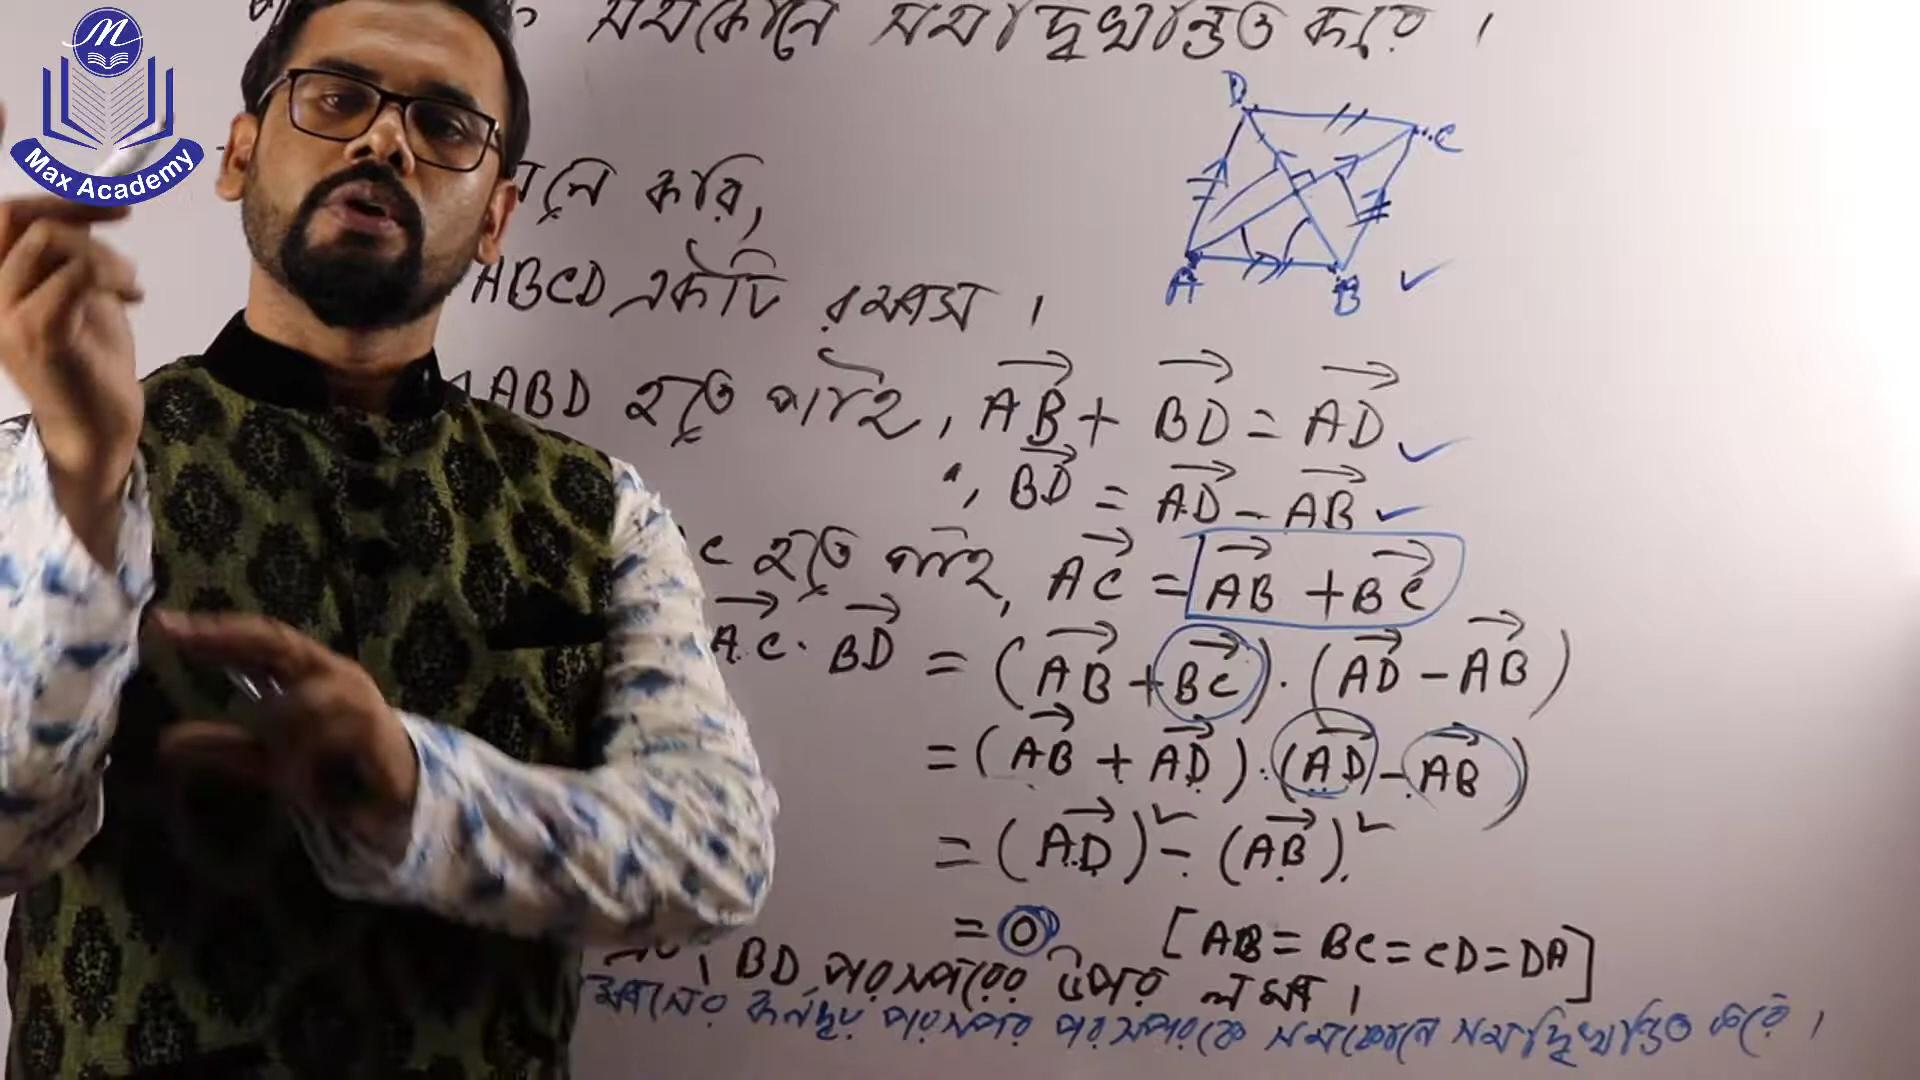 M
Max Academy
সমকোণে সমদ্বিখণ্ডিত করে ।
D
C
A
B
করি,
ABCD একটি রম্বস ।
ABD হতে পাই, AB + BD = AD
", BD = AD - AB
C হতে পাই, AC = AB + BC
AC . BD = (AB + BC) . (AD - AB)
= (AB + AD) . (AD - AB)
= (AD)² - (AB)²
= 0 [AB = BC = CD = DA]
BD পরস্পরের উপর লম্ব ।
কর্ণদ্বয় পরস্পর পরস্পরকে সমকোণে সমদ্বিখণ্ডিত করে ।